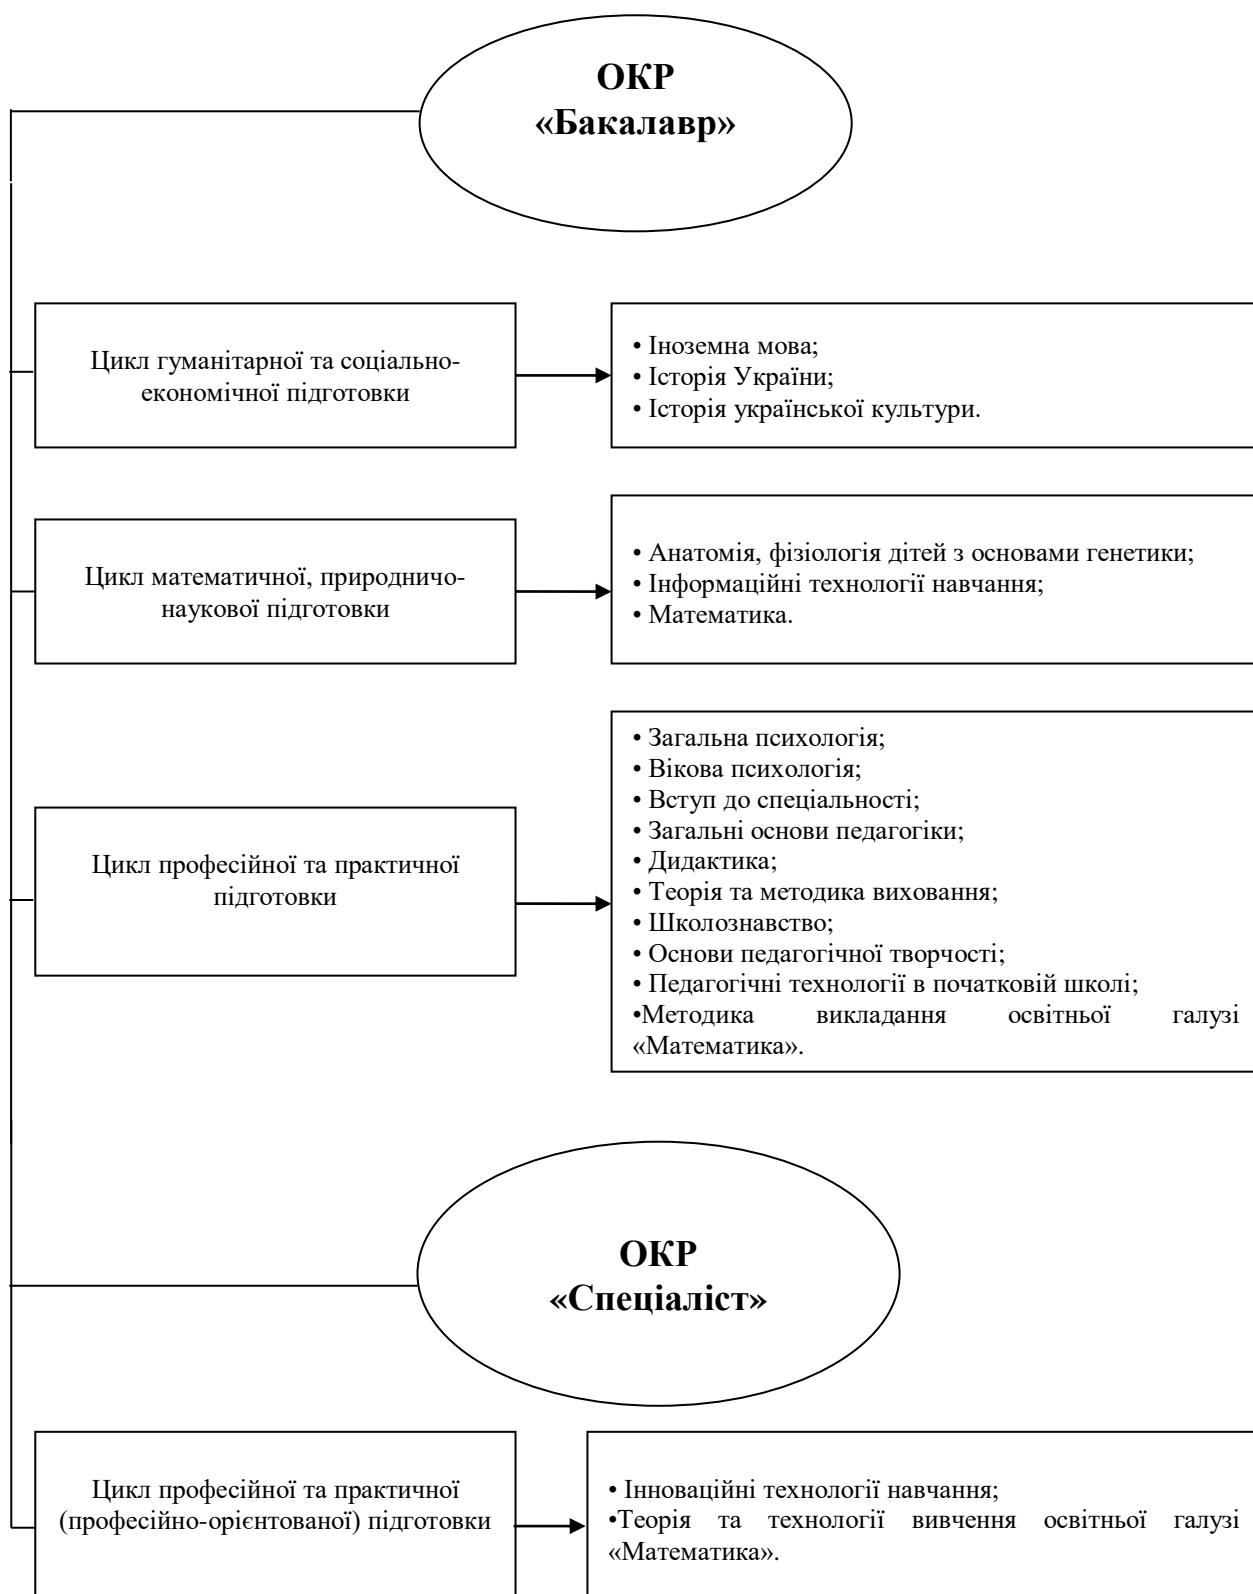 ОКР
«Бакалавр»
Цикл гуманітарної та соціально-
економічної підготовки
• Іноземна мова;
• Історія України;
• Історія української культури.
Цикл математичної, природничо-
наукової підготовки
• Анатомія, фізіологія дітей з основами генетики;
• Інформаційні технології навчання;
• Математика.
Цикл професійної та практичної
підготовки
• Загальна психологія;
• Вікова психологія;
• Вступ до спеціальності;
• Загальні основи педагогіки;
• Дидактика;
• Теорія та методика виховання;
• Школознавство;
• Основи педагогічної творчості;
• Педагогічні технології в початковій школі;
•Методика викладання освітньої галузі
«Математика».
ОКР
«Спеціаліст»
Цикл професійної та практичної
(професійно-орієнтованої) підготовки
• Інноваційні технології навчання;
•Теорія та технології вивчення освітньої галузі
«Математика».